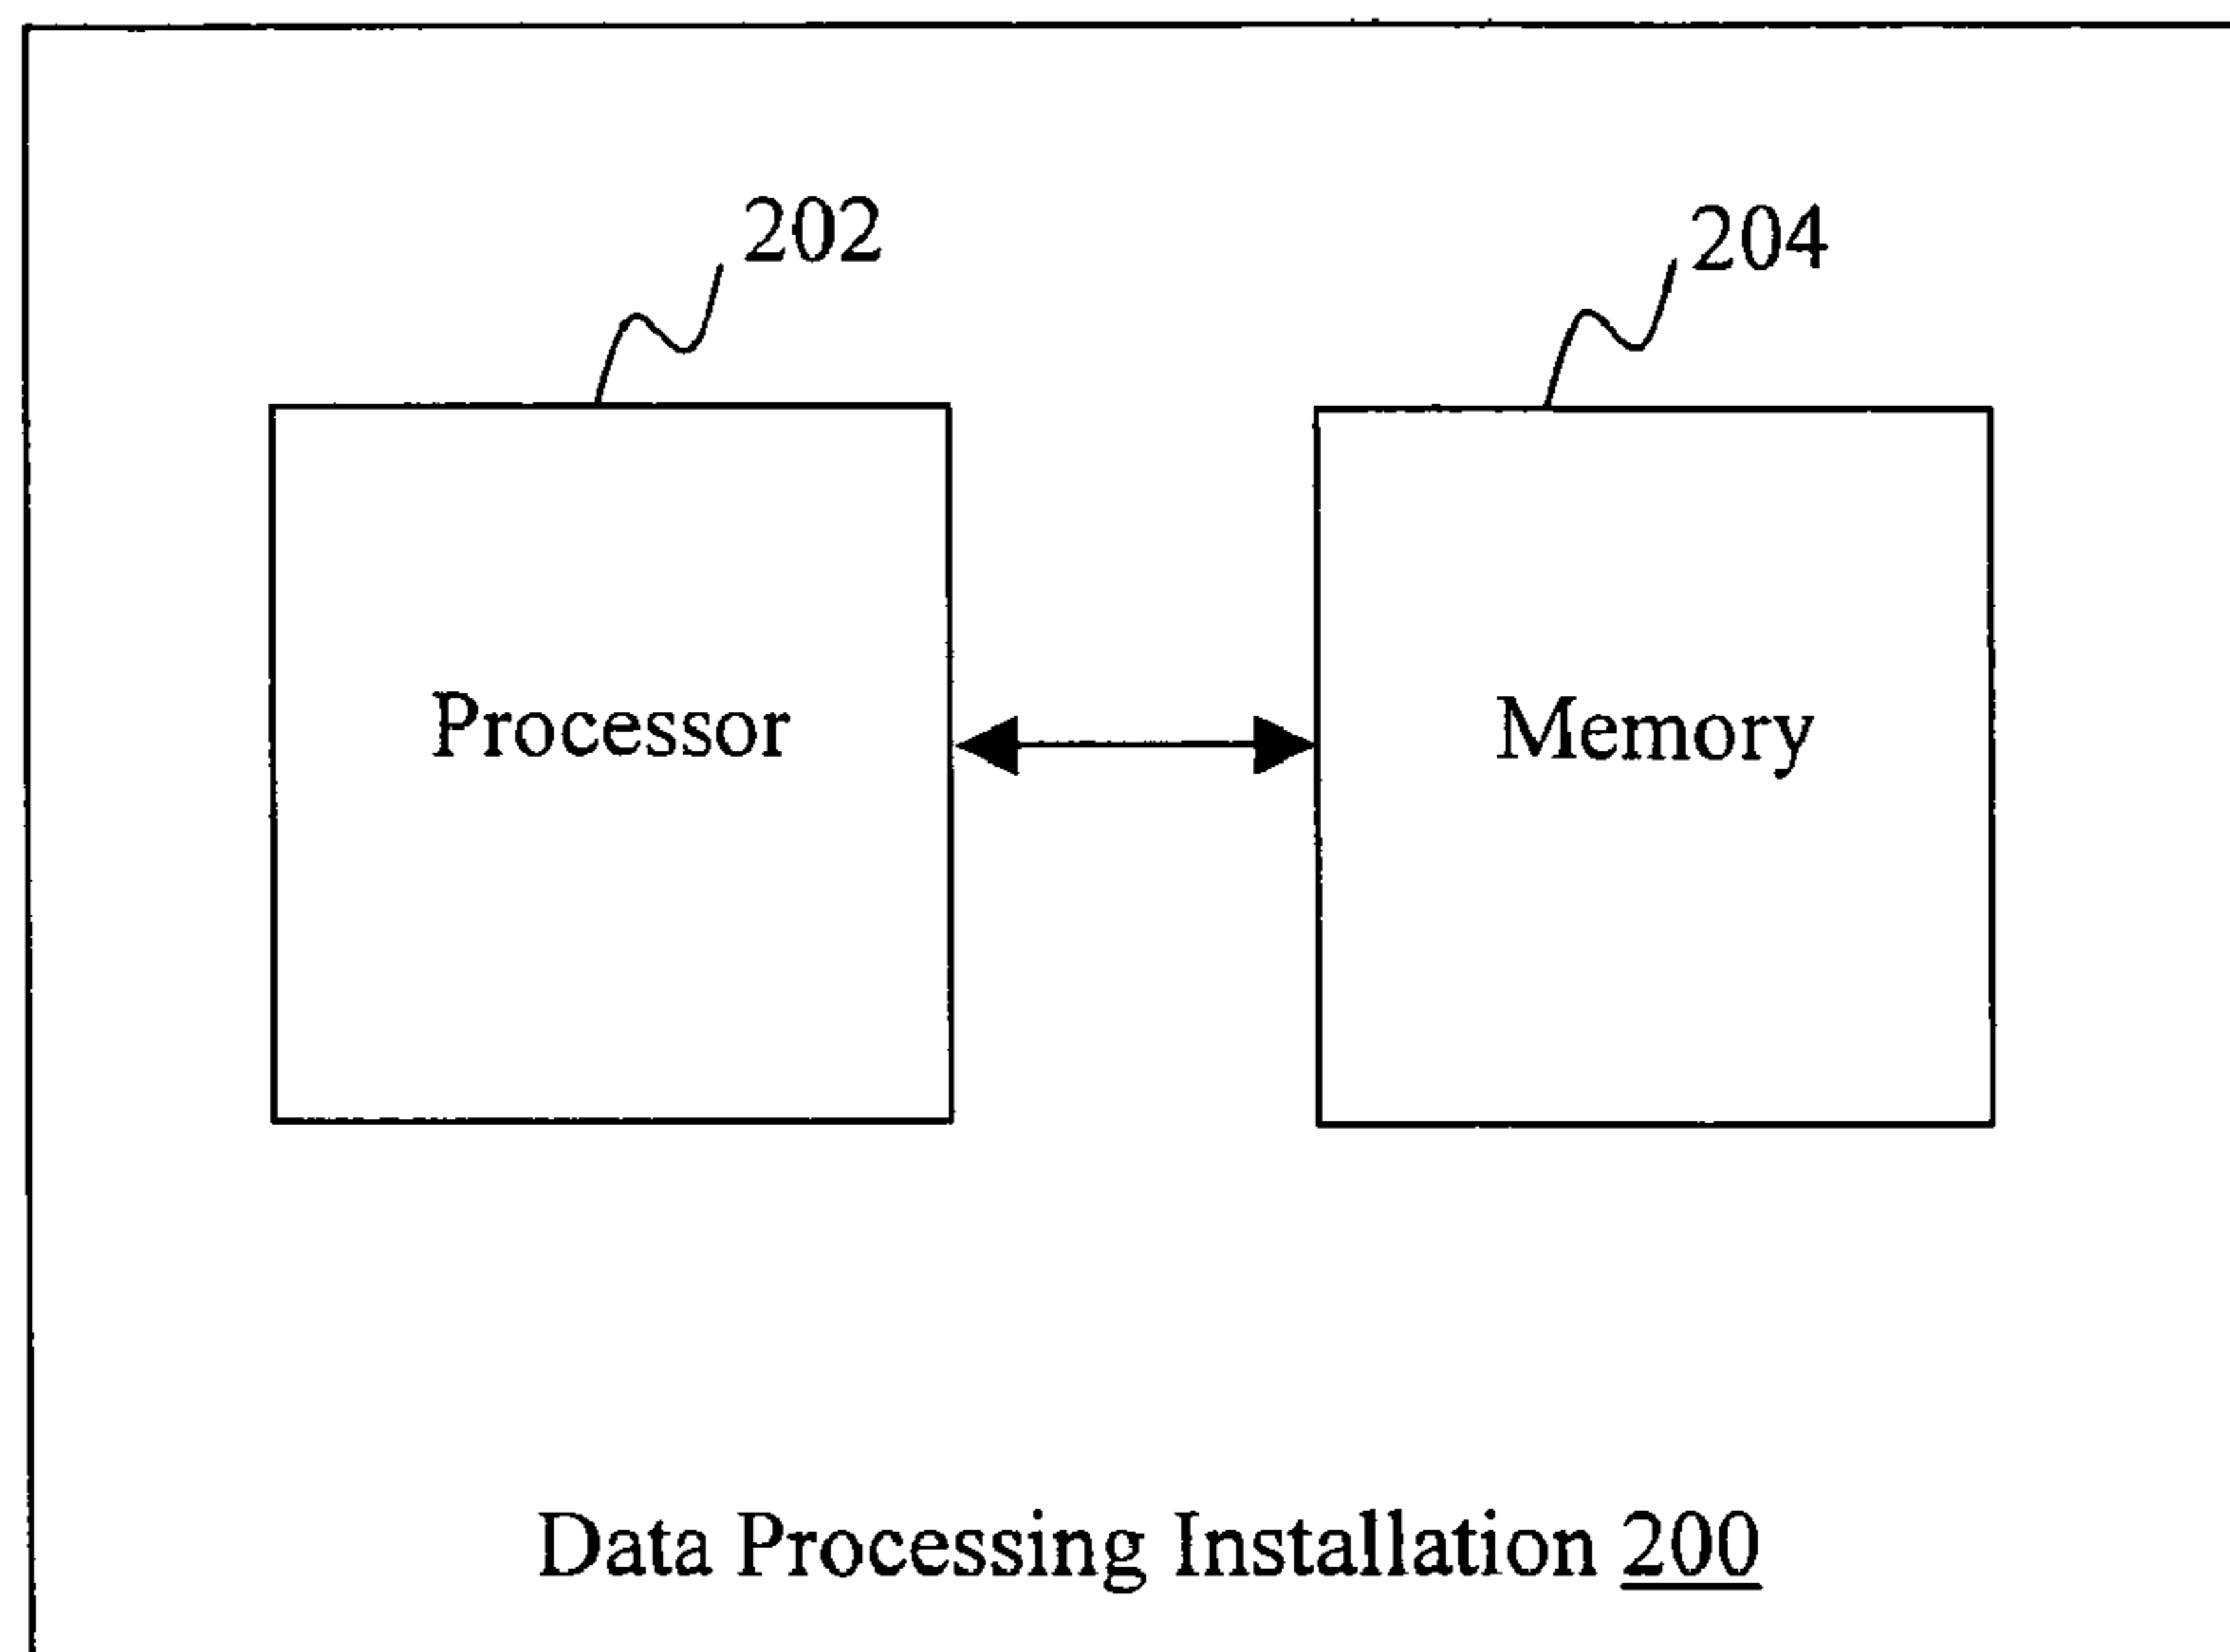 202
204
Processor
Memory
Data Processing Installation 200